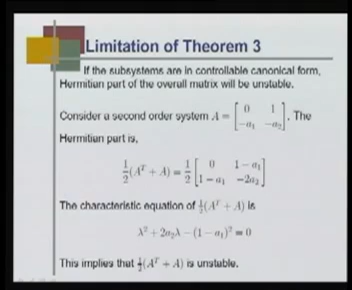 Limitation of Theorem 3
If the subsystems are in controllable canonical form,
Hermitian part of the overall matrix will be unstable.
Consider a second order system A = [0 1; -a₁ -a₂]. The
Hermitian part is,
½(Aᵀ + A) = ½ [0 1 - a₁; 1 - a₁ -2a₂]
The characteristic equation of ½(Aᵀ + A) is
λ² + 2a₂λ - (1 - a₁)² = 0
This implies that ½(Aᵀ + A) is unstable.